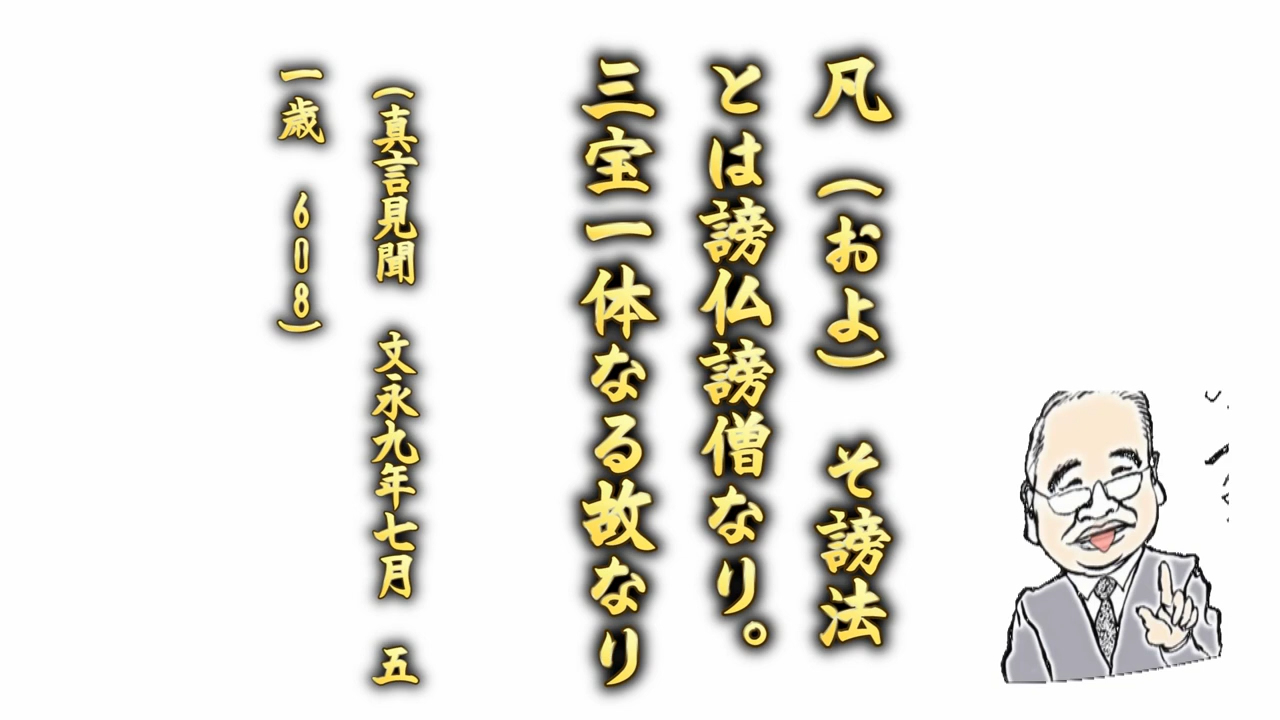 凡（およ） そ謗法
とは謗仏謗僧なり。
三宝一体なる故なり
（真言見聞 文永九年七月 五
一歳 608）